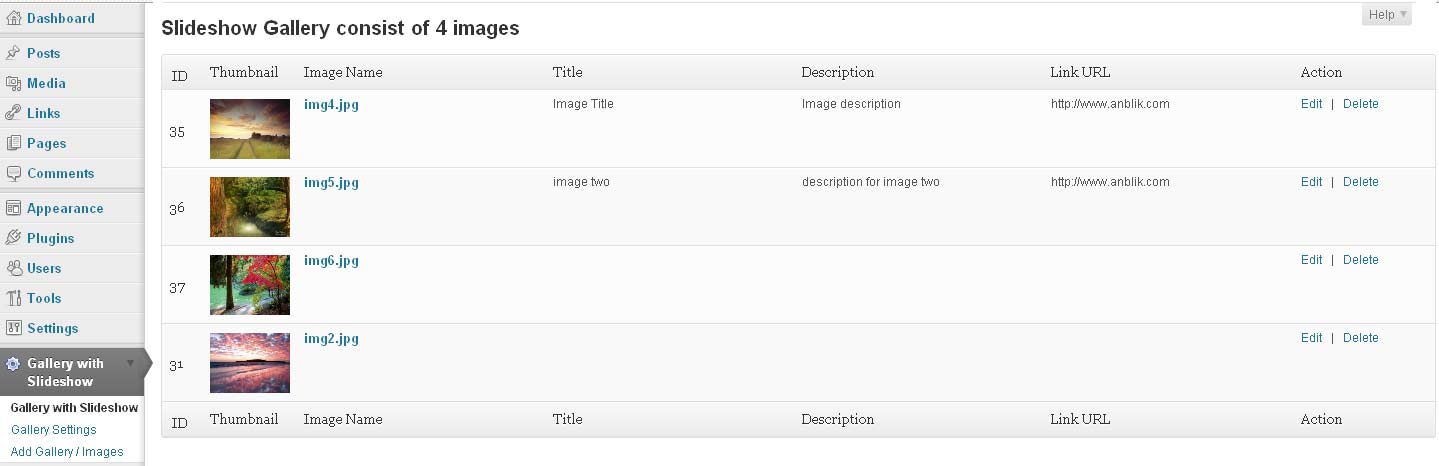 Dashboard
Posts
Media
Links
Pages
Comments
Appearance
Plugins
Users
Tools
Settings
Gallery with
Slideshow
Gallery with Slideshow
Gallery Settings
Add Gallery / Images
Help
Slideshow Gallery consist of 4 images
ID Thumbnail Image Name Title Description Link URL Action
35 img4.jpg Image Title Image description http://www.anblik.com Edit | Delete
36 img5.jpg image two description for image two http://www.anblik.com Edit | Delete
37 img6.jpg Edit | Delete
31 img2.jpg Edit | Delete
ID Thumbnail Image Name Title Description Link URL Action